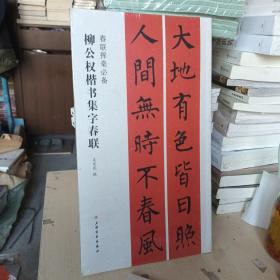 春联挥毫必备
柳公权楷书集字春联
大地有色皆日照
人間無時不春風